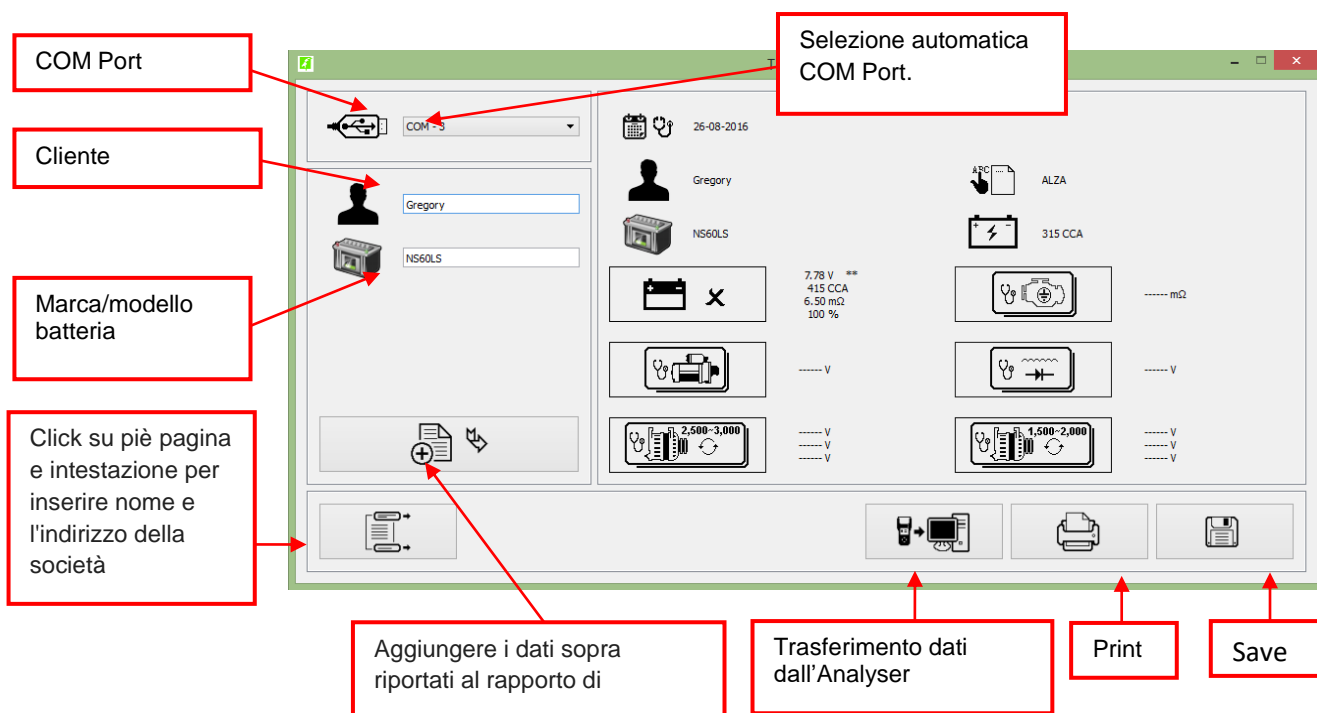 COM Port
Selezione automatica
COM Port.
T
Cliente
COM - 3
26-08-2016
Gregory
ABC ...
ALZA
Gregory
NS60LS
315 CCA
NS60LS
Marca/modello
batteria
7.78 V **
415 CCA
6.50 mΩ
100 %
------ mΩ
------ V
------ V
Click su piè pagina
e intestazione per
inserire nome e
l'indirizzo della
società
2,500~3,000
------ V
------ V
------ V
1,500~2,000
------ V
------ V
------ V
Aggiungere i dati sopra
riportati al rapporto di
Trasferimento dati
dall'Analyser
Print
Save